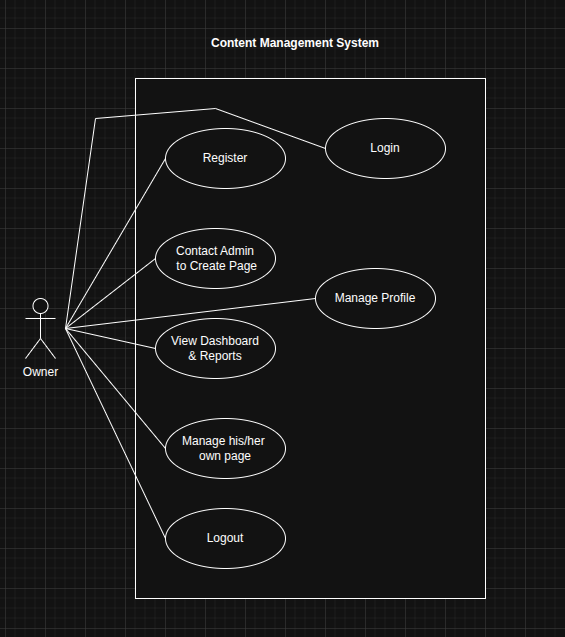 Content Management System
Login
Register
Contact Admin
to Create Page
Manage Profile
View Dashboard
& Reports
Owner
Manage his/her
own page
Logout